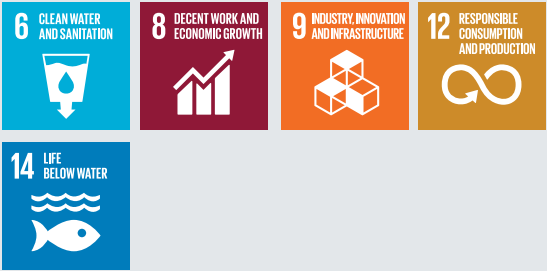 6 CLEAN WATER
AND SANITATION
8 DECENT WORK AND
ECONOMIC GROWTH
9 INDUSTRY, INNOVATION
AND INFRASTRUCTURE
12 RESPONSIBLE
CONSUMPTION
AND PRODUCTION
14 LIFE
BELOW WATER